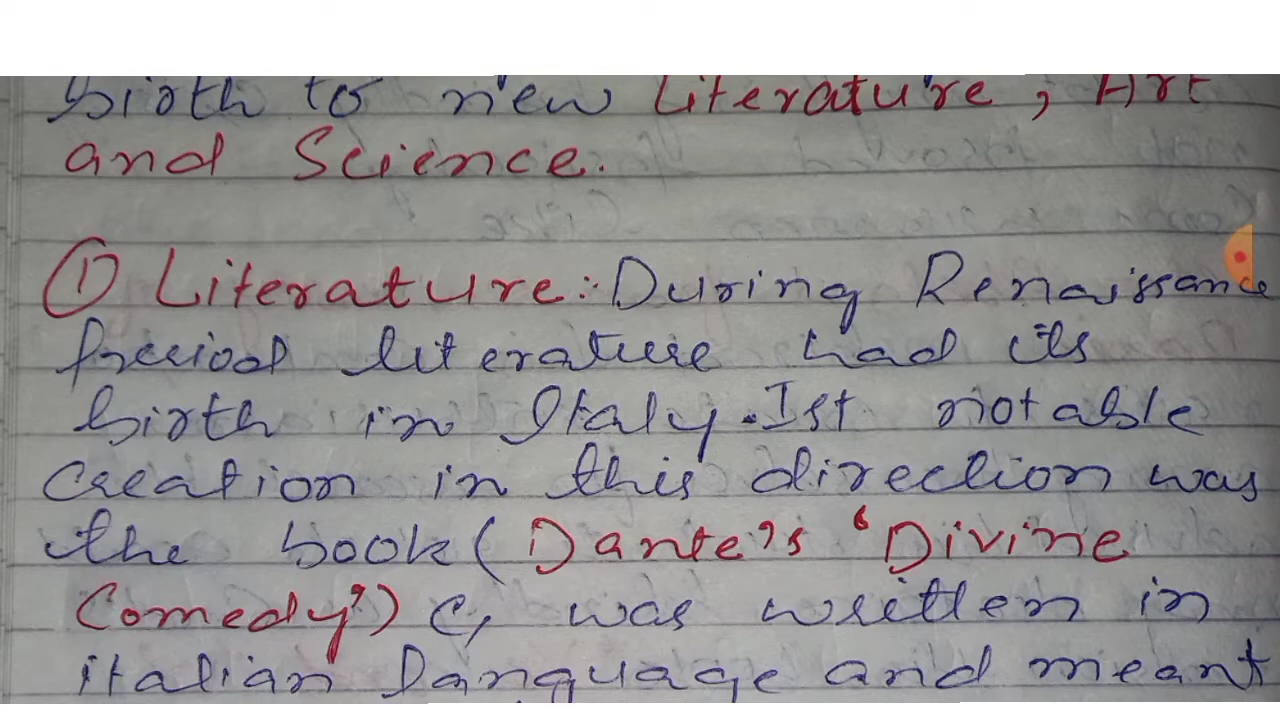 birth to new Literature, Art
and Science.
① Literature:- During Renaissance
period literature had its
birth in Italy. Ist notable
creation in this direction was
the book (Dante's 'Divine
Comedy') was written in
italian Language and meant